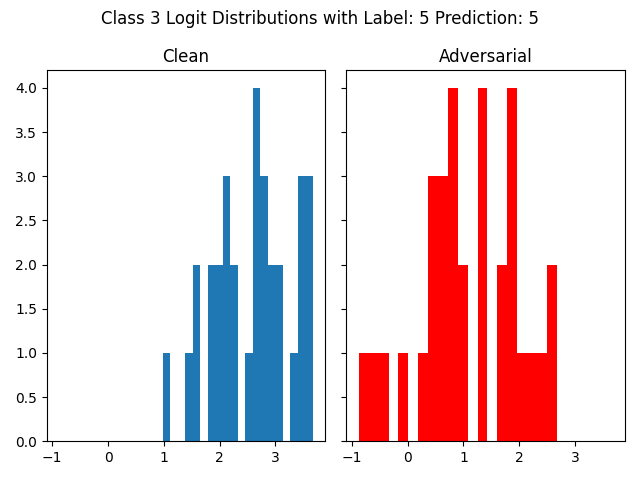 Class 3 Logit Distributions with Label: 5 Prediction: 5
Clean
Adversarial
4.0
3.5
3.0
2.5
2.0
1.5
1.0
0.5
0.0
−1 0 1 2 3
−1 0 1 2 3